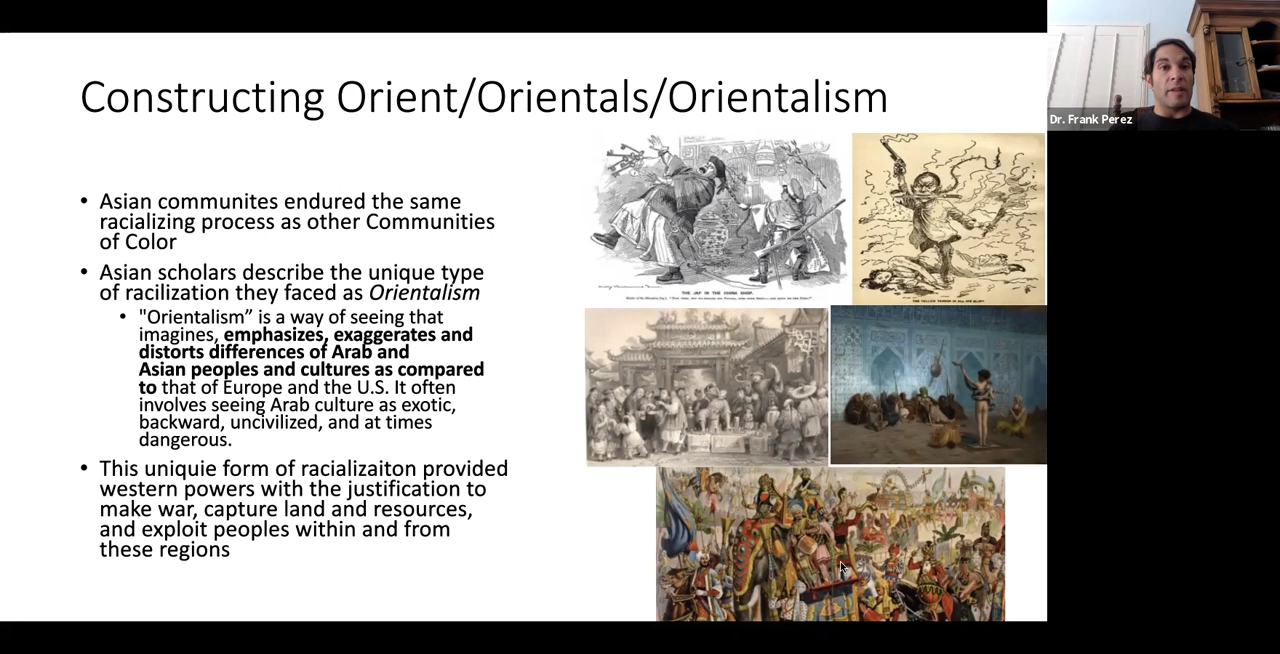 Constructing Orient/Orientals/Orientalism
Dr. Frank Perez
• Asian communites endured the same
racializing process as other Communities
of Color
• Asian scholars describe the unique type
of racilization they faced as Orientalism
• "Orientalism” is a way of seeing that
imagines, emphasizes, exaggerates and
distorts differences of Arab and
Asian peoples and cultures as compared
to that of Europe and the U.S. It often
involves seeing Arab culture as exotic,
backward, uncivilized, and at times
dangerous.
• This uniquie form of racializaiton provided
western powers with the justification to
make war, capture land and resources,
and exploit peoples within and from
these regions
THE JAP IN THE CHINA SHOP.
THE YELLOW TERROR IN ALL HIS GLORY.